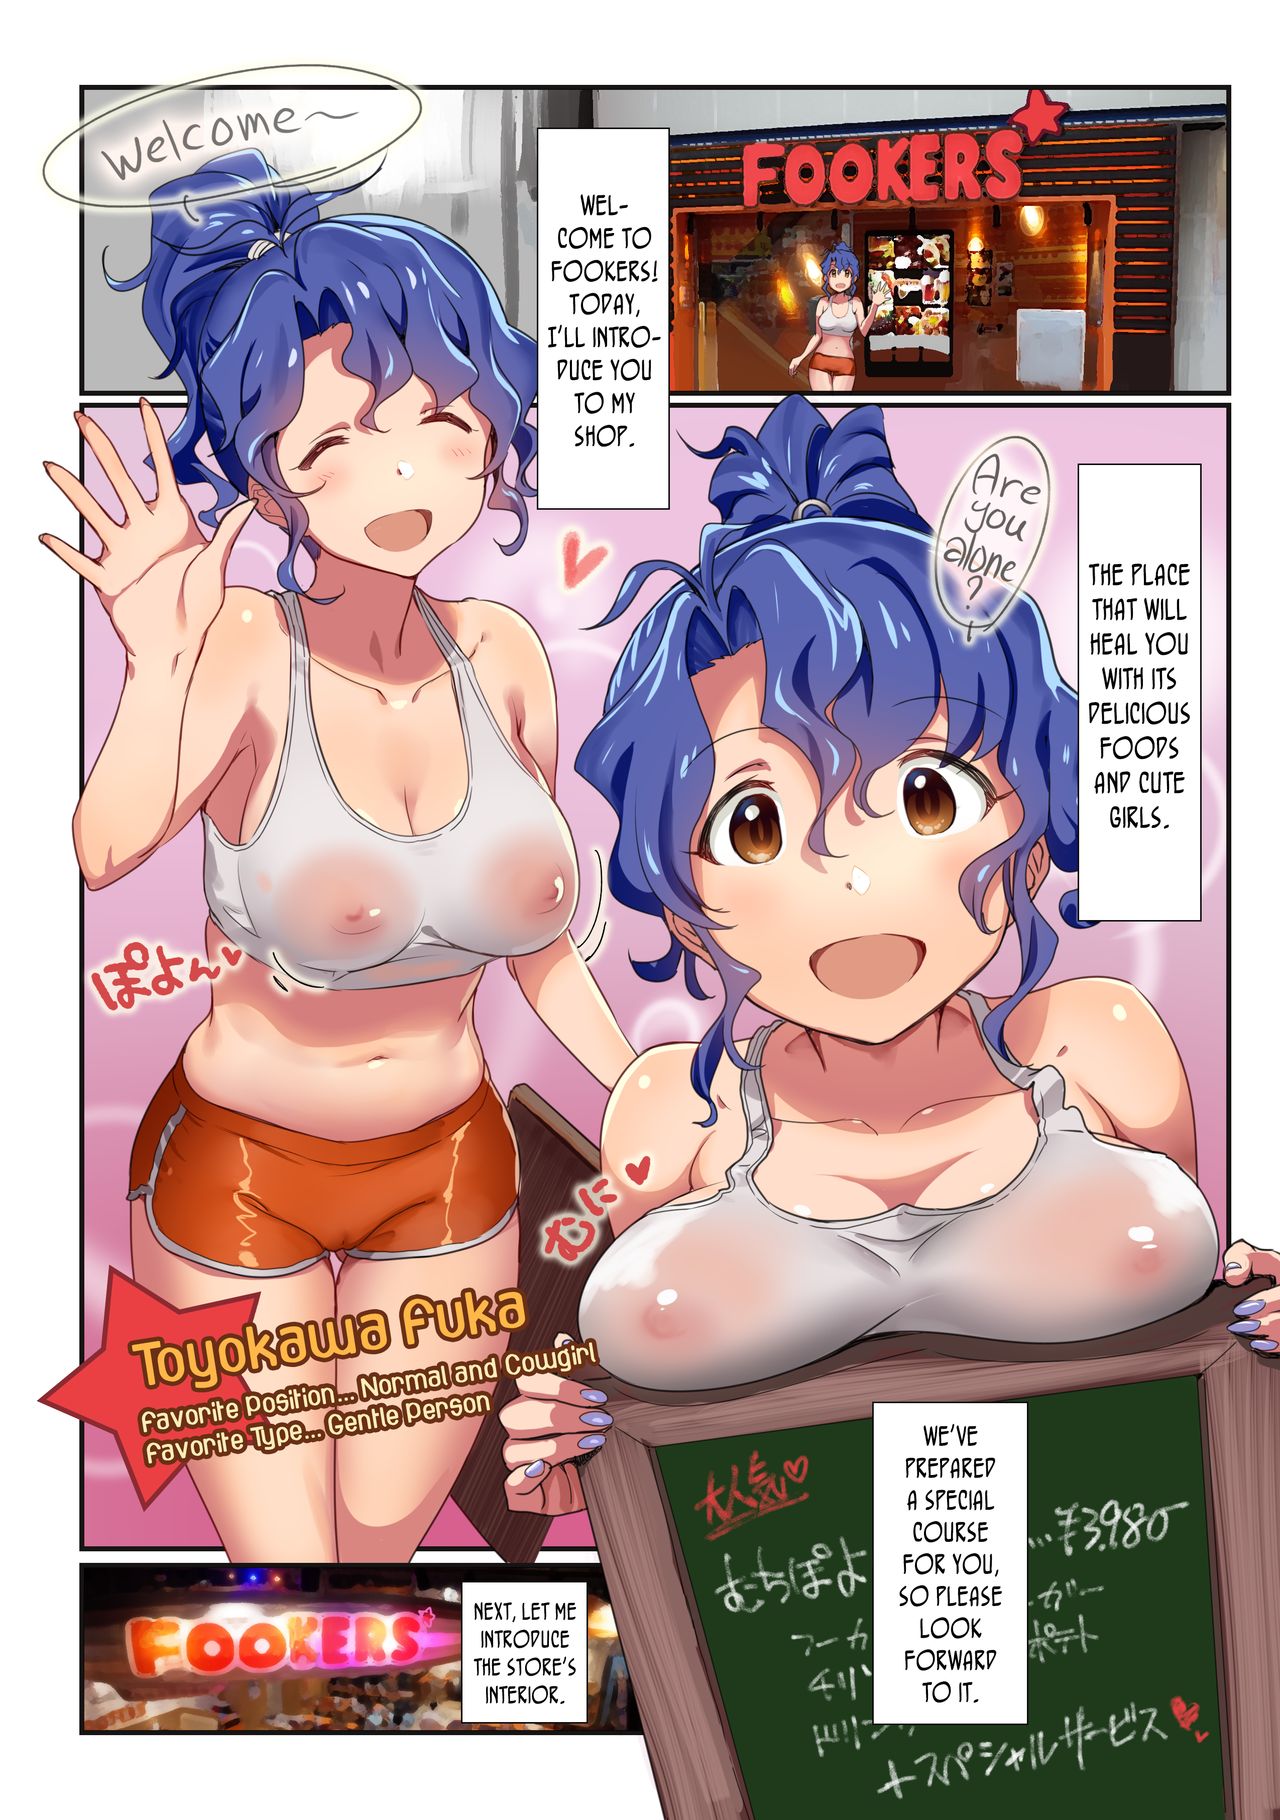 Welcome~
WEL-
COME TO
FOOKERS!
TODAY,
I'LL INTRO-
DUCE YOU
TO MY
SHOP.
FOOKERS
Are
you
alone
?
THE PLACE
THAT WILL
HEAL YOU
WITH ITS
DELICIOUS
FOODS
AND CUTE
GIRLS.
ぽよん♥
むに♥
Toyokawa Fuka
Favorite Position... Normal and Cowgirl
Favorite Type... Gentle Person
大人気♡
むちぽよ
...¥3980
WE'VE
PREPARED
A SPECIAL
COURSE
FOR YOU,
SO PLEASE
LOOK
FORWARD
TO IT.
ポテト
+スペシャルサービス♥
FOOKERS
NEXT, LET ME
INTRODUCE
THE STORE'S
INTERIOR.